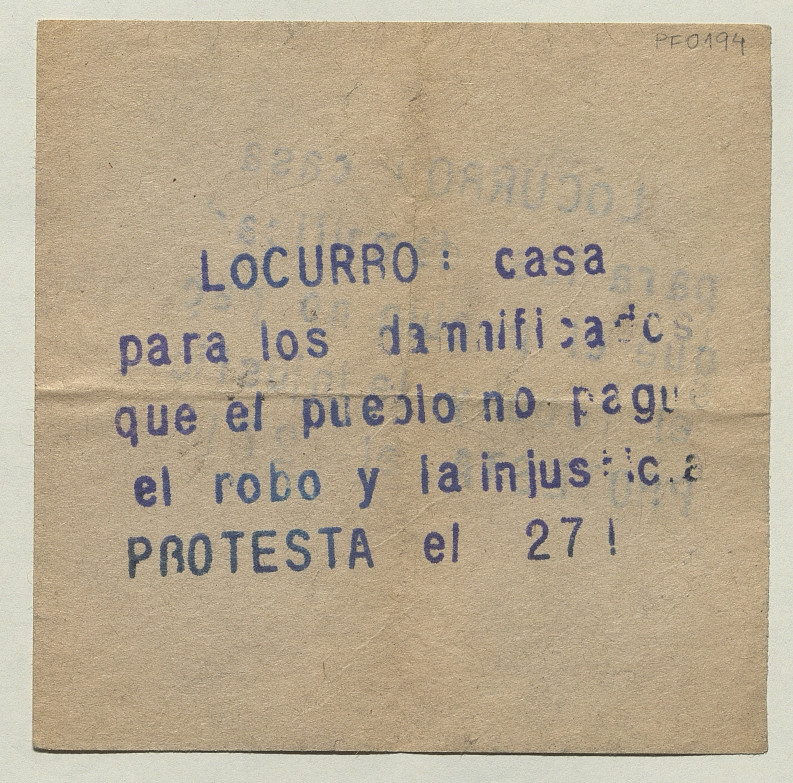 PF0194
LOCURRO: casa
para los damnificados
que el pueblo no pague
el robo y la injusticia
PROTESTA el 27!